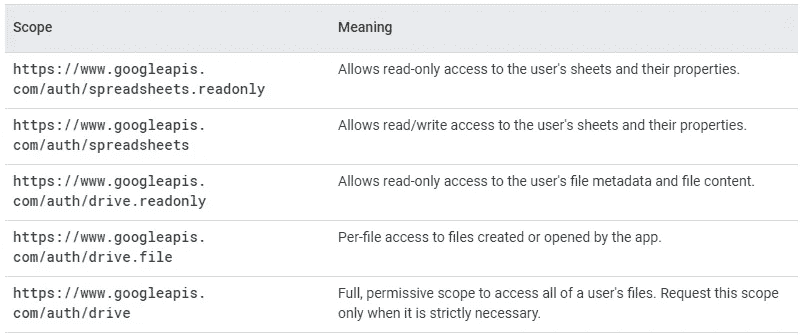 Scope Meaning
https://www.googleapis. Allows read-only access to the user's sheets and their properties.
com/auth/spreadsheets.readonly
https://www.googleapis. Allows read/write access to the user's sheets and their properties.
com/auth/spreadsheets
https://www.googleapis. Allows read-only access to the user's file metadata and file content.
com/auth/drive.readonly
https://www.googleapis. Per-file access to files created or opened by the app.
com/auth/drive.file
https://www.googleapis. Full, permissive scope to access all of a user's files. Request this scope
com/auth/drive only when it is strictly necessary.